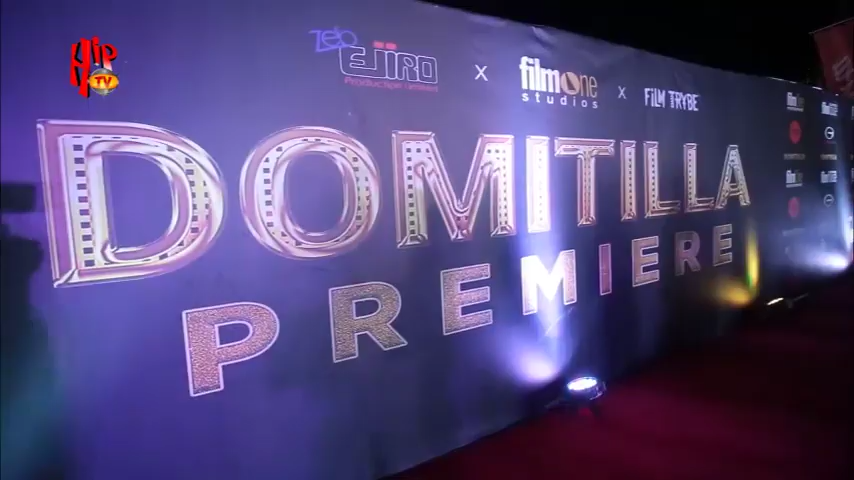 HIP
TV
zeb EJIRO
Production Limited
x
filmOne
studios
x
FILM TRYBE
DOMITILLA
PREMIERE